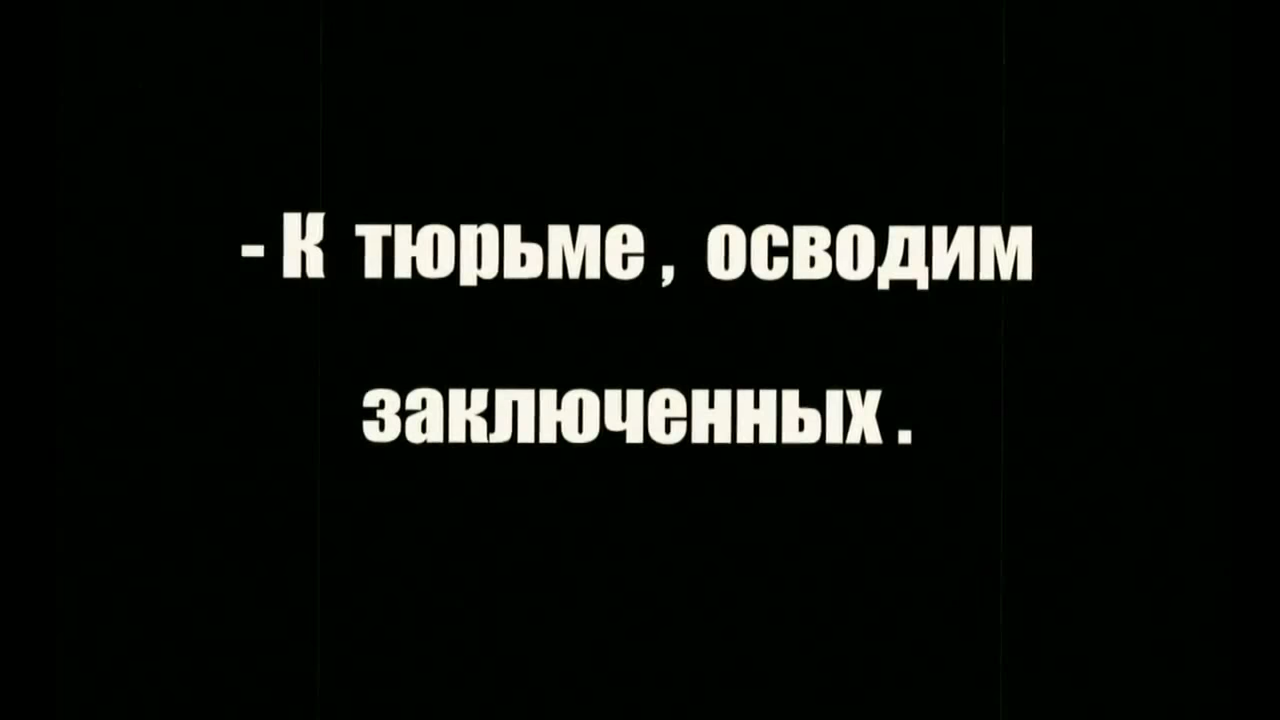 - К тюрьме , осводим
заключенных .